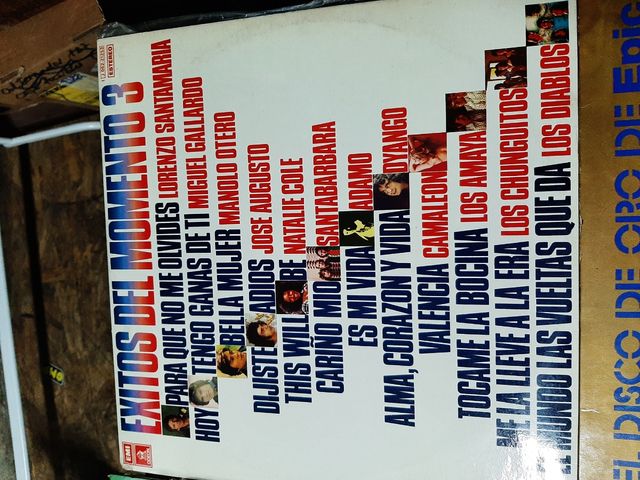 EXITOS DEL MOMENTO 3
ESTEREO
PARA QUE NO ME OLVIDES LORENZO SANTAMARIA
HOY TENGO GANAS DE TI MIGUEL GALLARDO
BELLA MUJER MANOLO OTERO
DIJISTE ADIOS JOSE AUGUSTO
THIS WILL BE NATALIE COLE
CARIÑO MIO SANTABARBARA
ES MI VIDA ADAMO
ALMA, CORAZON Y VIDA DYANGO
VALENCIA CAMALEON
TOCAME LA BOCINA LOS AMAYA
ME LA LLEVE A LA ERA LOS CHUNGUITOS
EL MUNDO LAS VUELTAS QUE DA LOS DIABLOS
EMI
EL DISCO DE ORO DE Epic